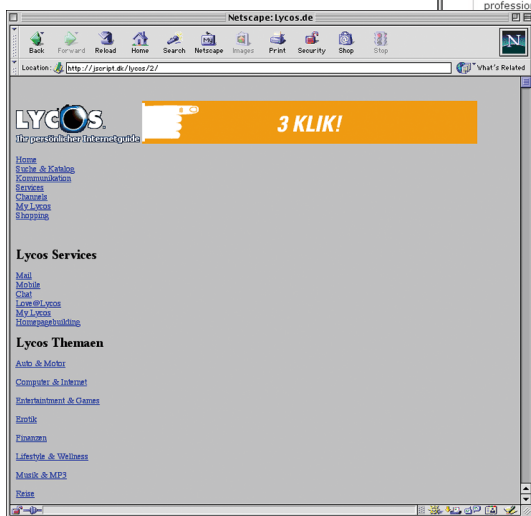 professio
Netscape: Lycos.de
Back Forward Reload Home Search Netscape Images Print Security Shop Stop
Location: http://jscript.dk/lycos/2/ What's Related
LYCOS.
Ihr persönlicher Internetguide
3 KLIK!
Home
Suche & Katalog
Kommunikation
Services
Channels
My Lycos
Shopping
Lycos Services
Mail
Mobile
Chat
Love@Lycos
My Lycos
Homepagebuilding
Lycos Themaen
Auto & Motor
Computer & Internet
Entertaintment & Games
Erotik
Finanzen
Lifestyle & Wellness
Musik & MP3
Reise